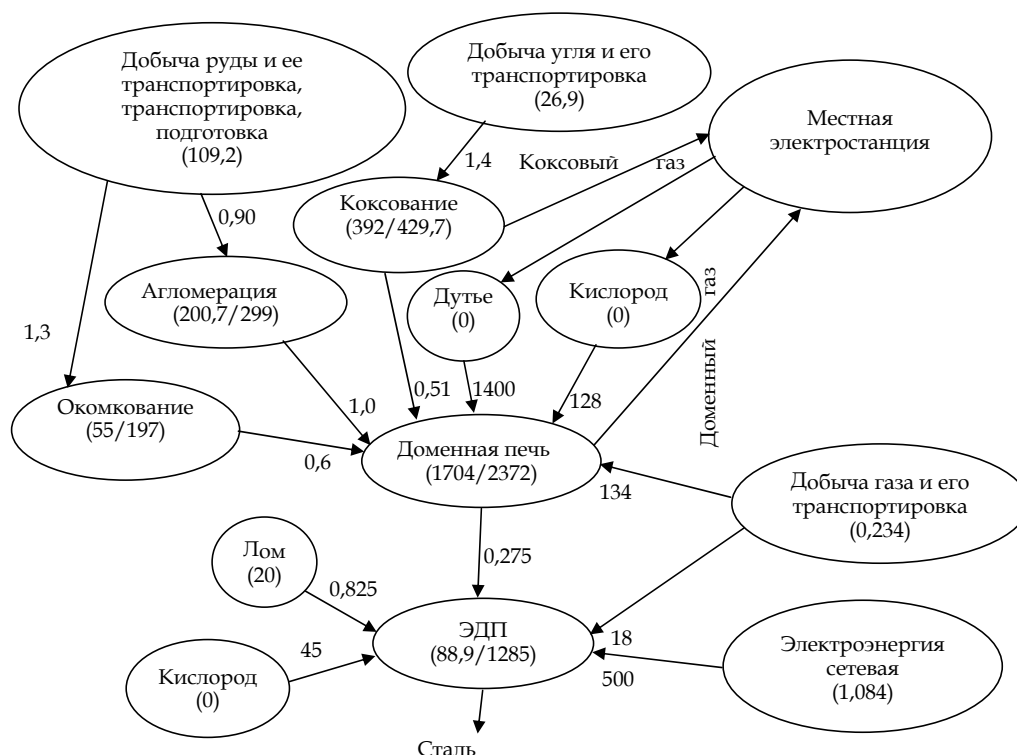 Добыча руды и ее
транспортировка,
транспортировка,
подготовка
(109,2)
Добыча угля и его
транспортировка
(26,9)
Местная
электростанция
1,4
Коксовый газ
0,90
Коксование
(392/429,7)
Агломерация
(200,7/299)
Дутье
(0)
Кислород
(0)
Доменный газ
1,3
0,51
1400
128
1,0
Окомкование
(55/197)
0,6
Доменная печь
(1704/2372)
134
Добыча газа и его
транспортировка
(0,234)
Лом
(20)
0,275
0,825
ЭДП
(88,9/1285)
18
45
500
Кислород
(0)
Электроэнергия
сетевая
(1,084)
Сталь